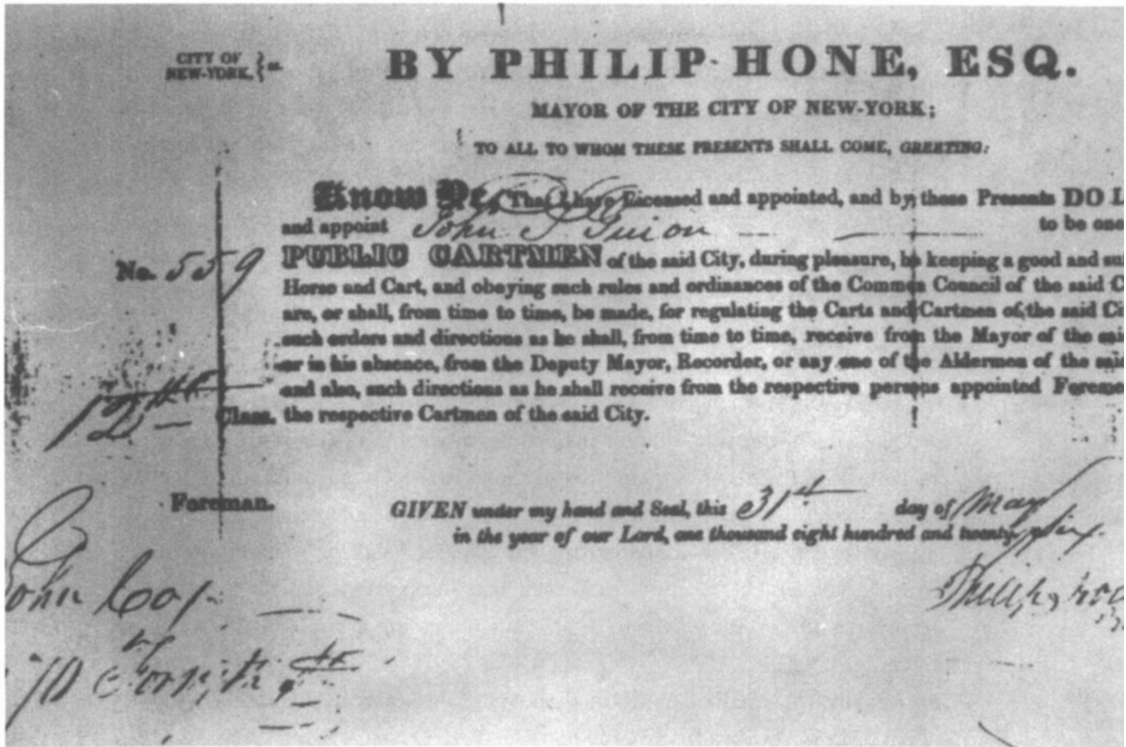 CITY OF
NEW-YORK, } ss.
BY PHILIP HONE, ESQ.
MAYOR OF THE CITY OF NEW-YORK;
TO ALL TO WHOM THESE PRESENTS SHALL COME, GREETING:
Know Ye, That I have Licensed and appointed, and by these Presents DO L
and appoint John S Guion to be one
No. 559
PUBLIC CARTMEN of the said City, during pleasure, he keeping a good and suf
Horse and Cart, and obeying such rules and ordinances of the Common Council of the said C
are, or shall, from time to time, be made, for regulating the Carts and Cartmen of the said Cit
such orders and directions as he shall, from time to time, receive from the Mayor of the said
or in his absence, from the Deputy Mayor, Recorder, or any one of the Aldermen of the said
and also, such directions as he shall receive from the respective persons appointed Foreme
12th Class. the respective Cartmen of the said City.
Foreman.
GIVEN under my hand and Seal, this 31st day of May
in the year of our Lord, one thousand eight hundred and twenty-six.
John Coy
Philip Hon